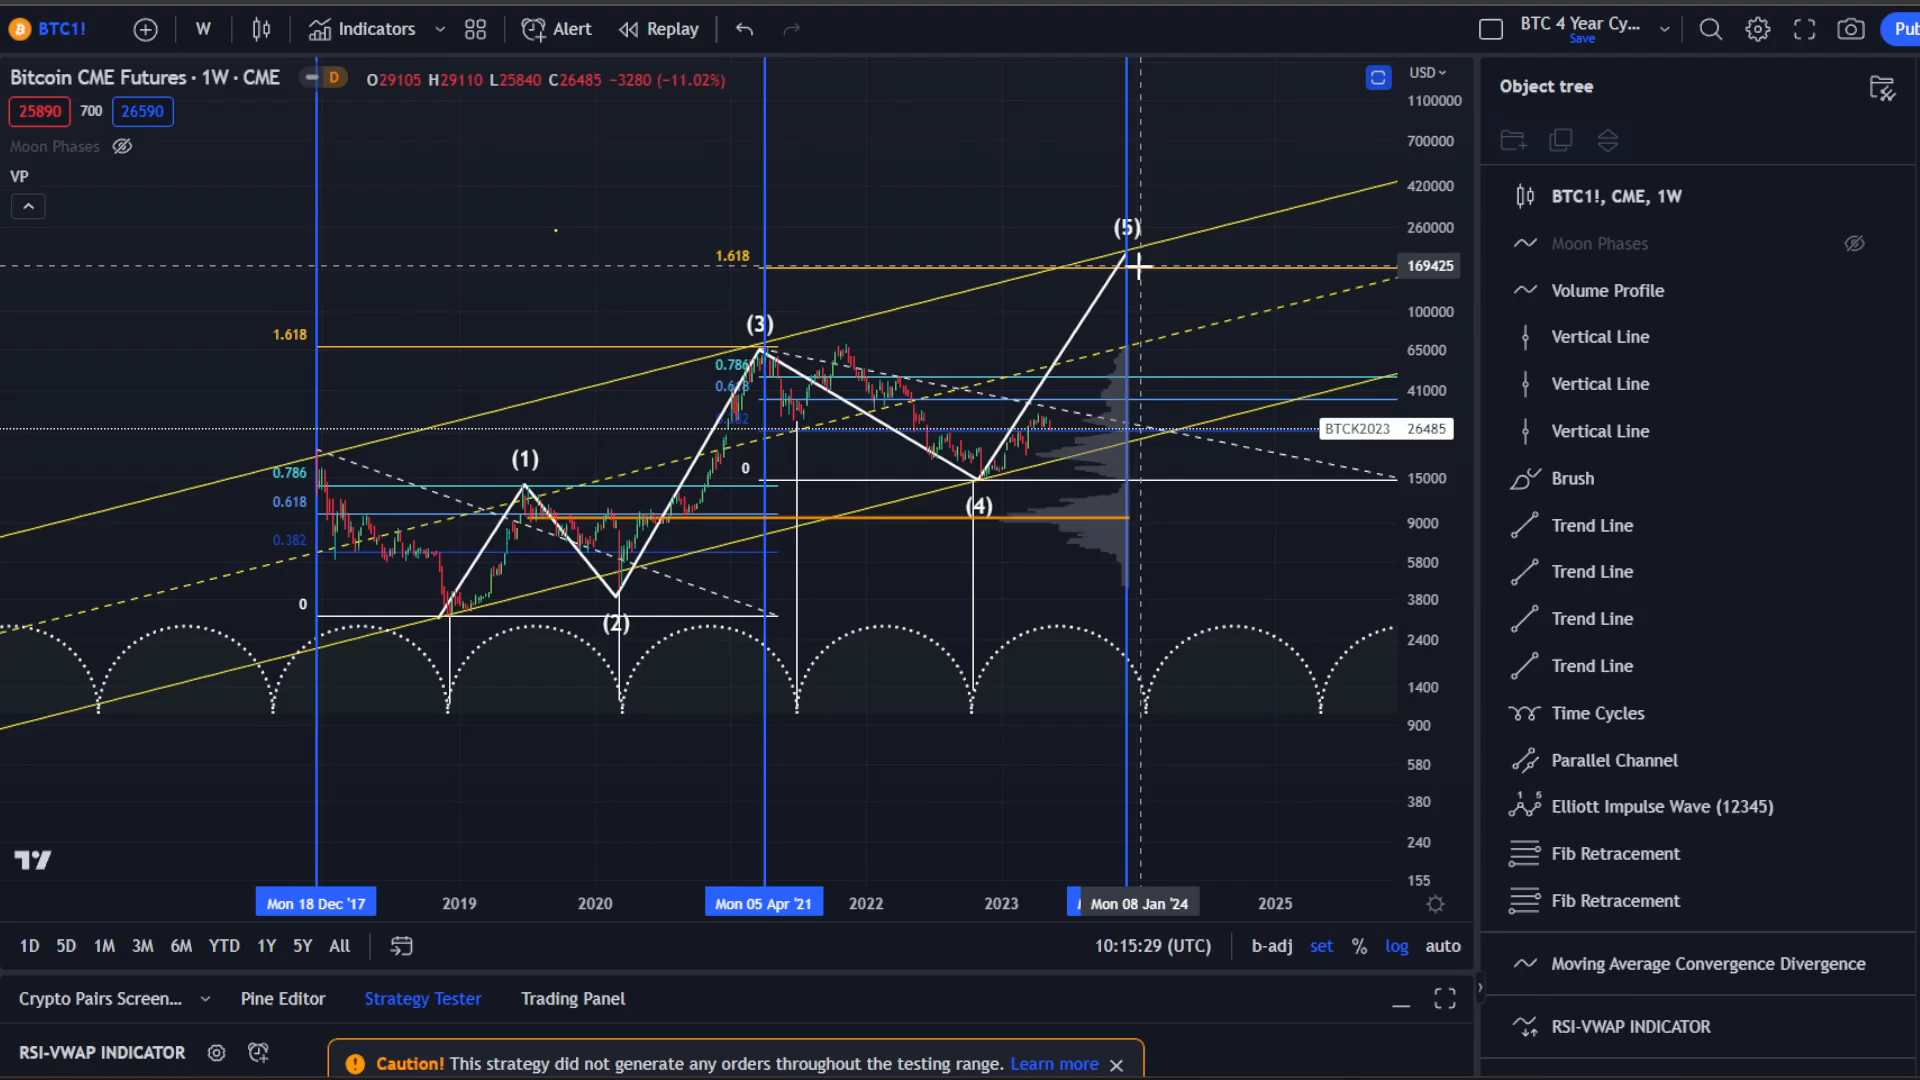 BTC1! W Indicators Alert Replay BTC 4 Year Cy... Save Pub
Bitcoin CME Futures · 1W · CME D O29105 H29110 L25840 C26485 −3280 (−11.02%) USD
25890 700 26590
Moon Phases
VP
1100000
700000
420000
260000
169425
100000
65000
41000
BTCK2023 26485
15000
9000
5800
3800
2400
1400
900
580
380
240
155
1.618
0.786
0.618
0.382
0
1.618
0.786
0
(1)
(2)
(3)
(4)
(5)
Mon 18 Dec '17 2019 2020 Mon 05 Apr '21 2022 2023 Mon 08 Jan '24 2025
1D 5D 1M 3M 6M YTD 1Y 5Y All 10:15:29 (UTC) b-adj set % log auto
Crypto Pairs Screen... Pine Editor Strategy Tester Trading Panel
RSI-VWAP INDICATOR
Caution! This strategy did not generate any orders throughout the testing range. Learn more
Object tree
BTC1!, CME, 1W
Moon Phases
Volume Profile
Vertical Line
Vertical Line
Vertical Line
Brush
Trend Line
Trend Line
Trend Line
Trend Line
Time Cycles
Parallel Channel
Elliott Impulse Wave (12345)
Fib Retracement
Fib Retracement
Moving Average Convergence Divergence
RSI-VWAP INDICATOR